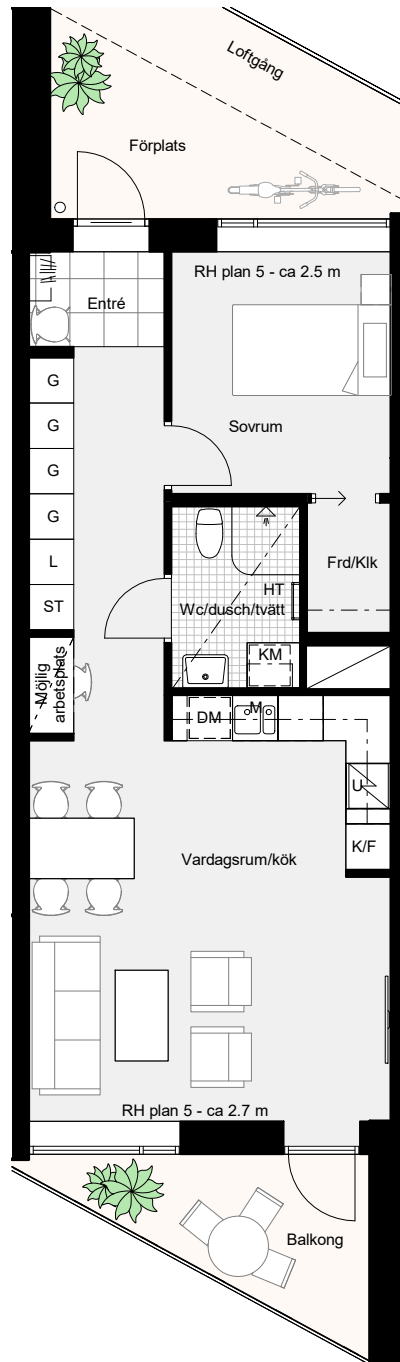 Loftgång
Förplats
RH plan 5 - ca 2.5 m
Entré
G
G
Sovrum
G
G
L
Frd/Klk
HT
ST
Wc/dusch/tvätt
KM
Möjlig
arbetsplats
M
DM
U
K/F
Vardagsrum/kök
RH plan 5 - ca 2.7 m
Balkong